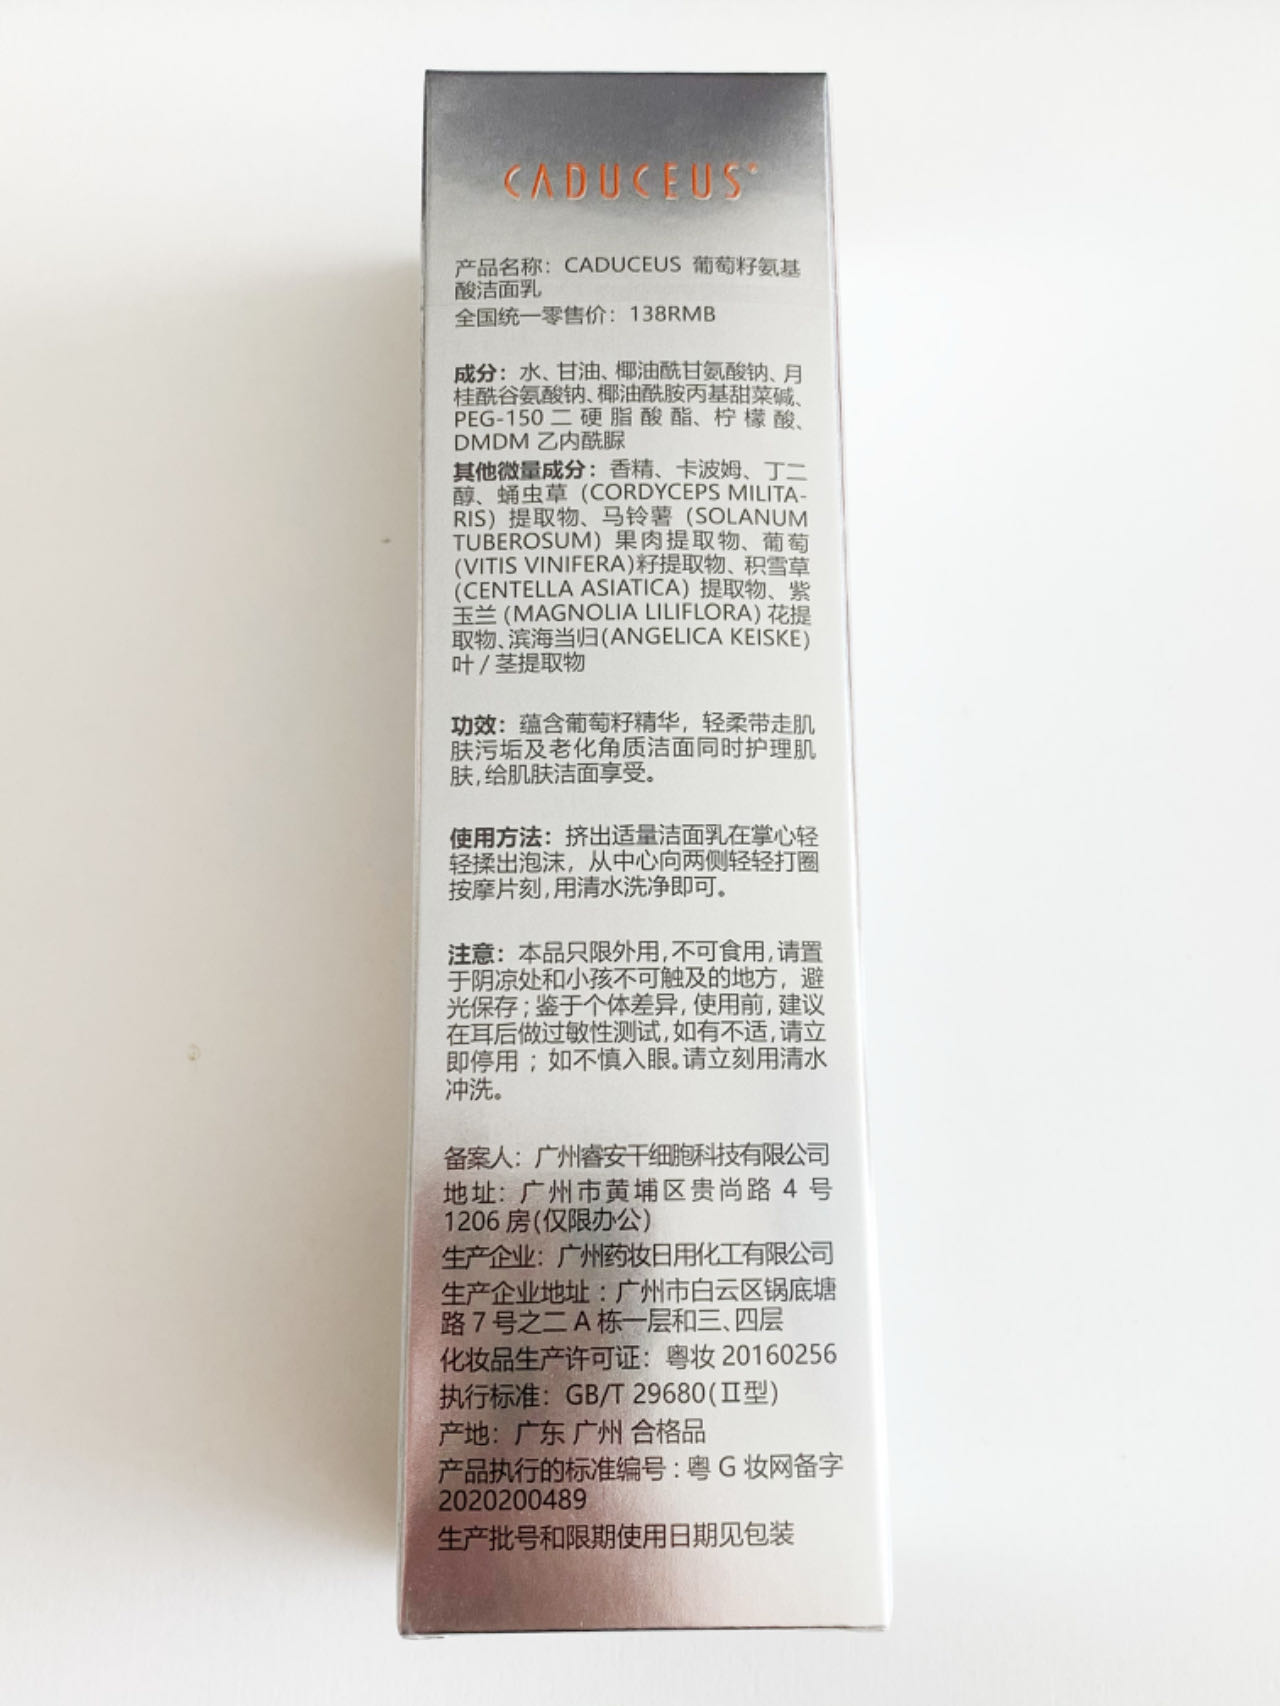 CADUCEUS®
产品名称：CADUCEUS 葡萄籽氨基
酸洁面乳
全国统一零售价：138RMB
成分：水、甘油、椰油酰甘氨酸钠、月
桂酰谷氨酸钠、椰油酰胺丙基甜菜碱、
PEG-150 二硬脂酸酯、柠檬酸、
DMDM 乙内酰脲
其他微量成分：香精、卡波姆、丁二
醇、蛹虫草（CORDYCEPS MILITA-
RIS）提取物、马铃薯（SOLANUM
TUBEROSUM）果肉提取物、葡萄
(VITIS VINIFERA)籽提取物、积雪草
(CENTELLA ASIATICA) 提取物、紫
玉兰 (MAGNOLIA LILIFLORA) 花提
取物、滨海当归(ANGELICA KEISKE)
叶 / 茎提取物
功效：蕴含葡萄籽精华，轻柔带走肌
肤污垢及老化角质洁面同时护理肌
肤，给肌肤洁面享受。
使用方法：挤出适量洁面乳在掌心轻
轻揉出泡沫，从中心向两侧轻轻打圈
按摩片刻，用清水洗净即可。
注意：本品只限外用，不可食用，请置
于阴凉处和小孩不可触及的地方，避
光保存；鉴于个体差异，使用前，建议
在耳后做过敏性测试，如有不适，请立
即停用；如不慎入眼。请立刻用清水
冲洗。
备案人：广州睿安干细胞科技有限公司
地址：广州市黄埔区贵尚路 4 号
1206 房(仅限办公)
生产企业：广州药妆日用化工有限公司
生产企业地址：广州市白云区锅底塘
路 7 号之二 A 栋一层和三、四层
化妆品生产许可证：粤妆 20160256
执行标准：GB/T 29680(Ⅱ型)
产地：广东 广州 合格品
产品执行的标准编号：粤 G 妆网备字
2020200489
生产批号和限期使用日期见包装